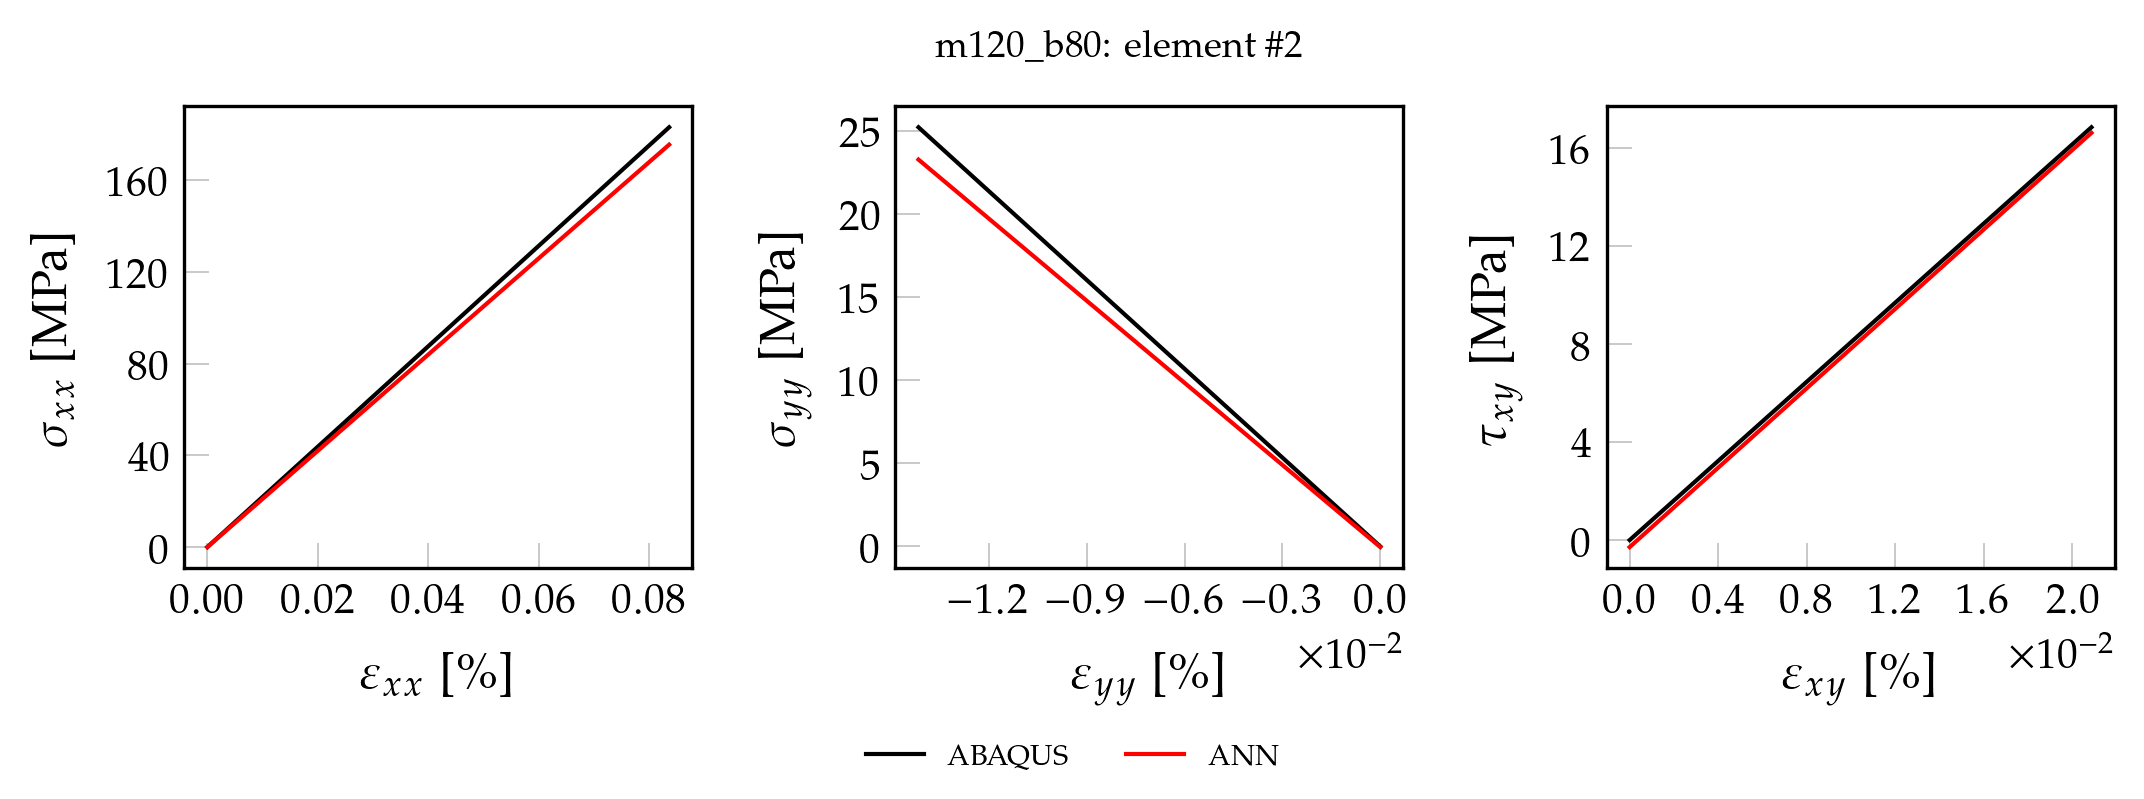 m120_b80: element #2
σxx [MPa]
160
120
80
40
0
0.00 0.02 0.04 0.06 0.08
εxx [%]
σyy [MPa]
25
20
15
10
5
0
−1.2 −0.9 −0.6 −0.3 0.0
×10−2
εyy [%]
τxy [MPa]
16
12
8
4
0
0.0 0.4 0.8 1.2 1.6 2.0
×10−2
εxy [%]
ABAQUS ANN